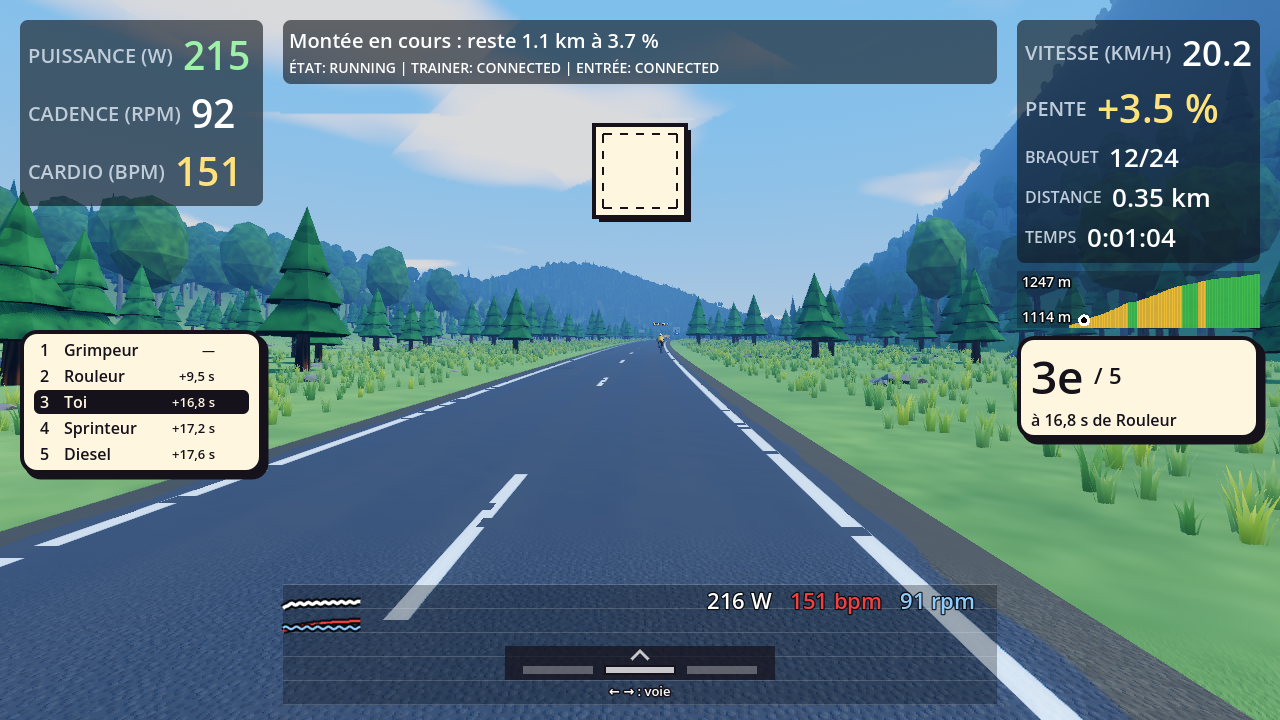 PUISSANCE (W) 215
CADENCE (RPM) 92
CARDIO (BPM) 151
Montée en cours : reste 1.1 km à 3.7 %
ÉTAT: RUNNING | TRAINER: CONNECTED | ENTRÉE: CONNECTED
VITESSE (KM/H) 20.2
PENTE +3.5 %
BRAQUET 12/24
DISTANCE 0.35 km
TEMPS 0:01:04
1247 m
1114 m
1 Grimpeur —
2 Rouleur +9,5 s
3 Toi +16,8 s
4 Sprinteur +17,2 s
5 Diesel +17,6 s
3e / 5
à 16,8 s de Rouleur
216 W 151 bpm 91 rpm
← → : voie